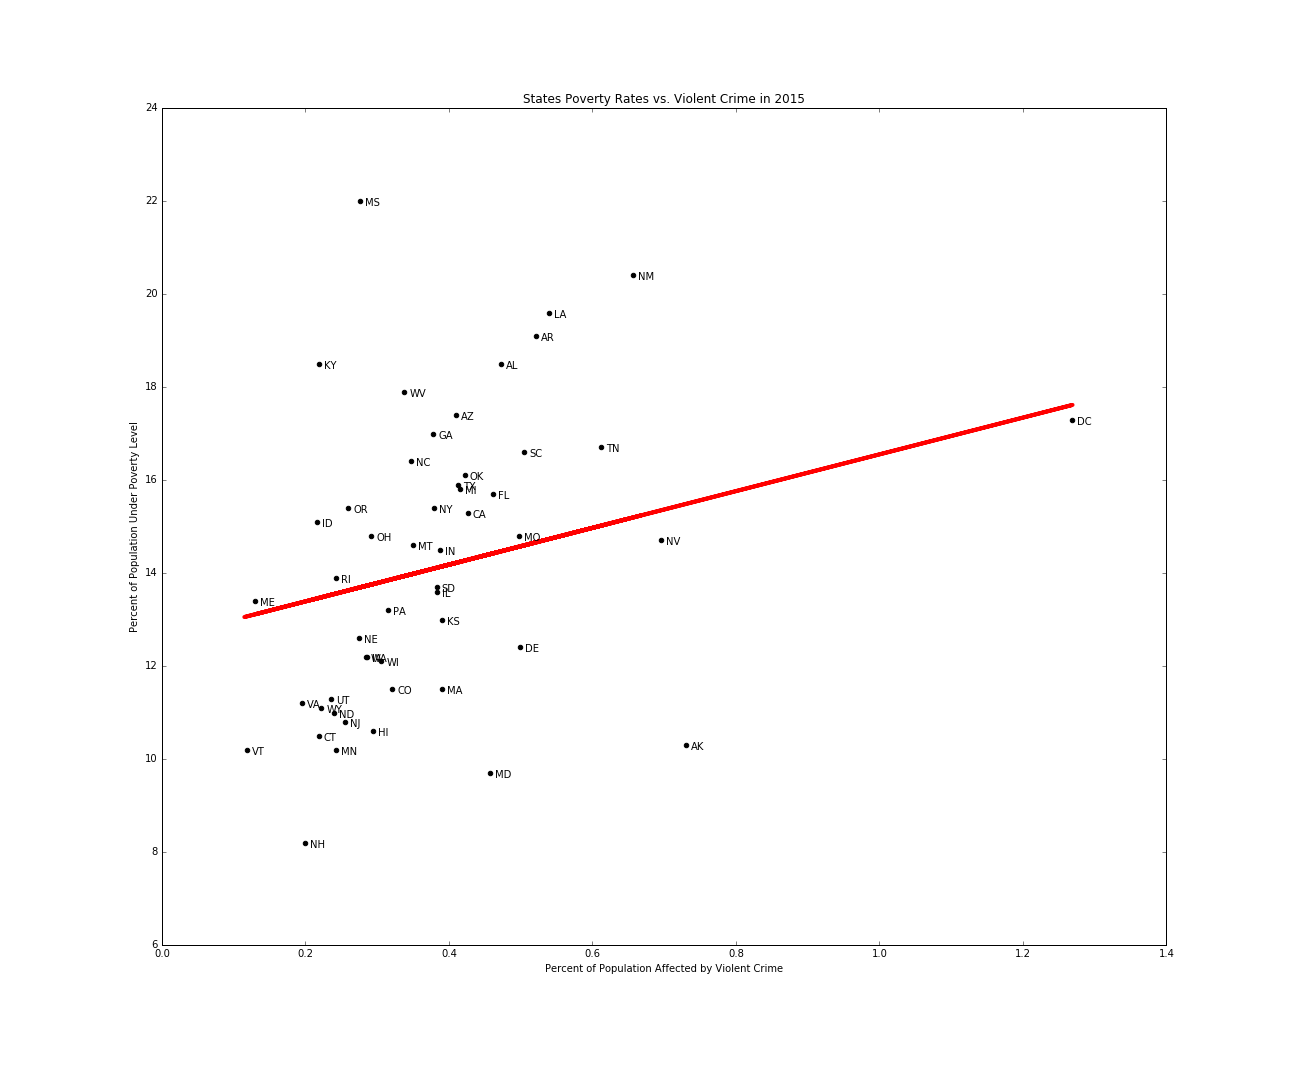 States Poverty Rates vs. Violent Crime in 2015
24
22
20
18
16
14
12
10
8
6
Percent of Population Under Poverty Level
MS
NM
LA
AR
KY
AL
WV
AZ
GA
DC
TN
SC
NC
OK
TX
MI
FL
OR
NY
CA
ID
OH
MO
NV
MT
IN
RI
SD
IL
ME
PA
KS
NE
DE
WA
WI
CO
MA
UT
VA
WY
ND
NJ
HI
CT
VT
MN
AK
MD
NH
0.0
0.2
0.4
0.6
0.8
1.0
1.2
1.4
Percent of Population Affected by Violent Crime